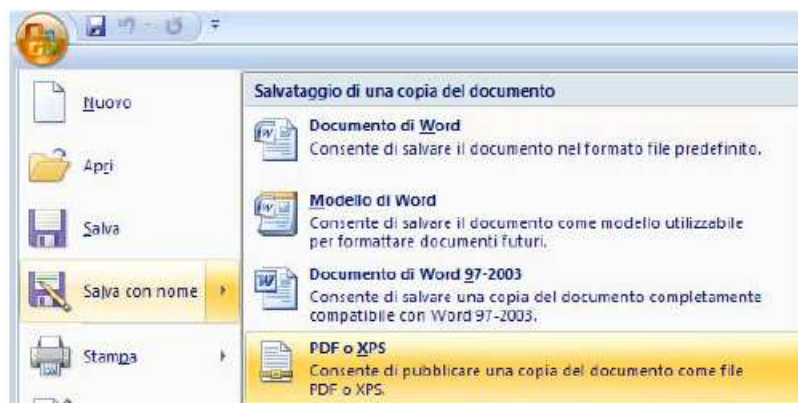 Nuovo
Apri
Salva
Salva con nome
Stampa
Salvataggio di una copia del documento
Documento di Word
Consente di salvare il documento nel formato file predefinito.
Modello di Word
Consente di salvare il documento come modello utilizzabile
per formattare documenti futuri.
Documento di Word 97-2003
Consente di salvare una copia del documento completamente
compatibile con Word 97-2003.
PDF o XPS
Consente di pubblicare una copia del documento come file
PDF o XPS.